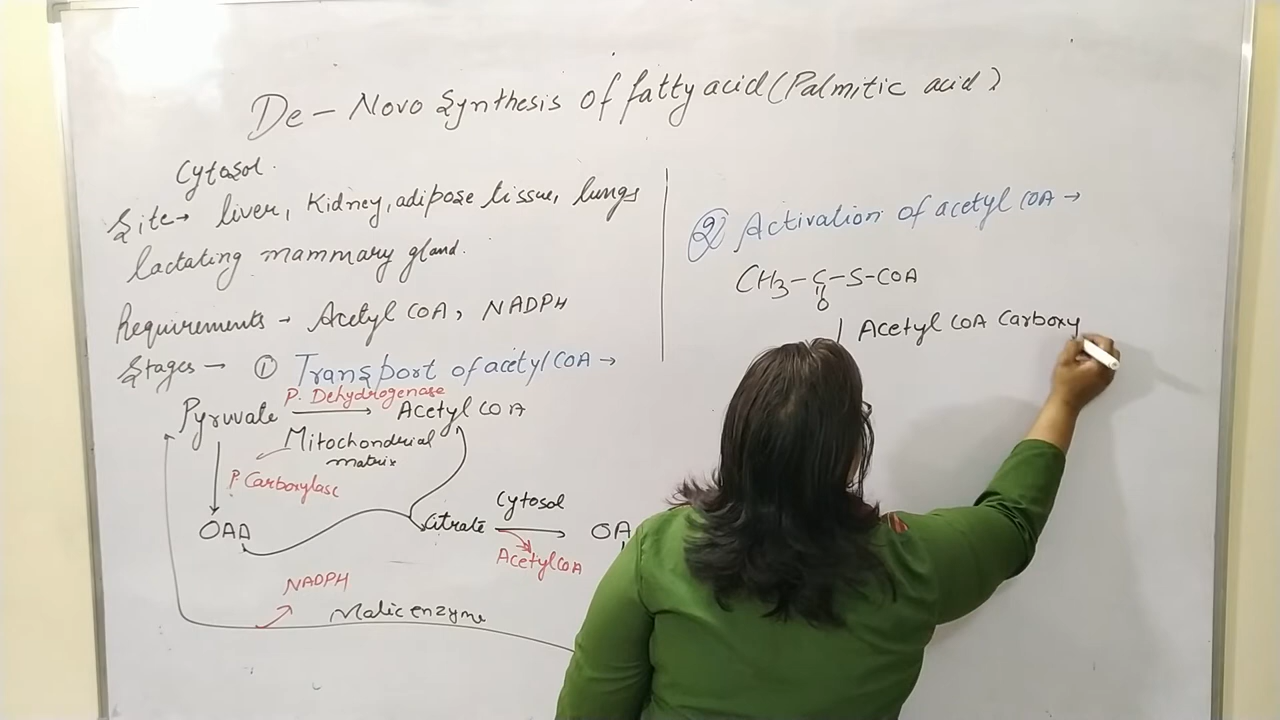 De - Novo Synthesis of fatty acid (Palmitic acid)
Cytosol.
Site → liver, Kidney, adipose tissue, lungs
lactating mammary gland.
Requirements → Acetyl COA, NADPH
Stages → ① Transport of acetyl COA →
P. Dehydrogenase
Pyruvate Acetyl COA
Mitochondrial
matrix
P. Carboxylase
Cytosol
OAA Citrate → OA
Acetyl COA
NADPH
Malic enzyme
② Activation of acetyl COA →
CH3-C-S-COA
O
Acetyl COA Carboxy